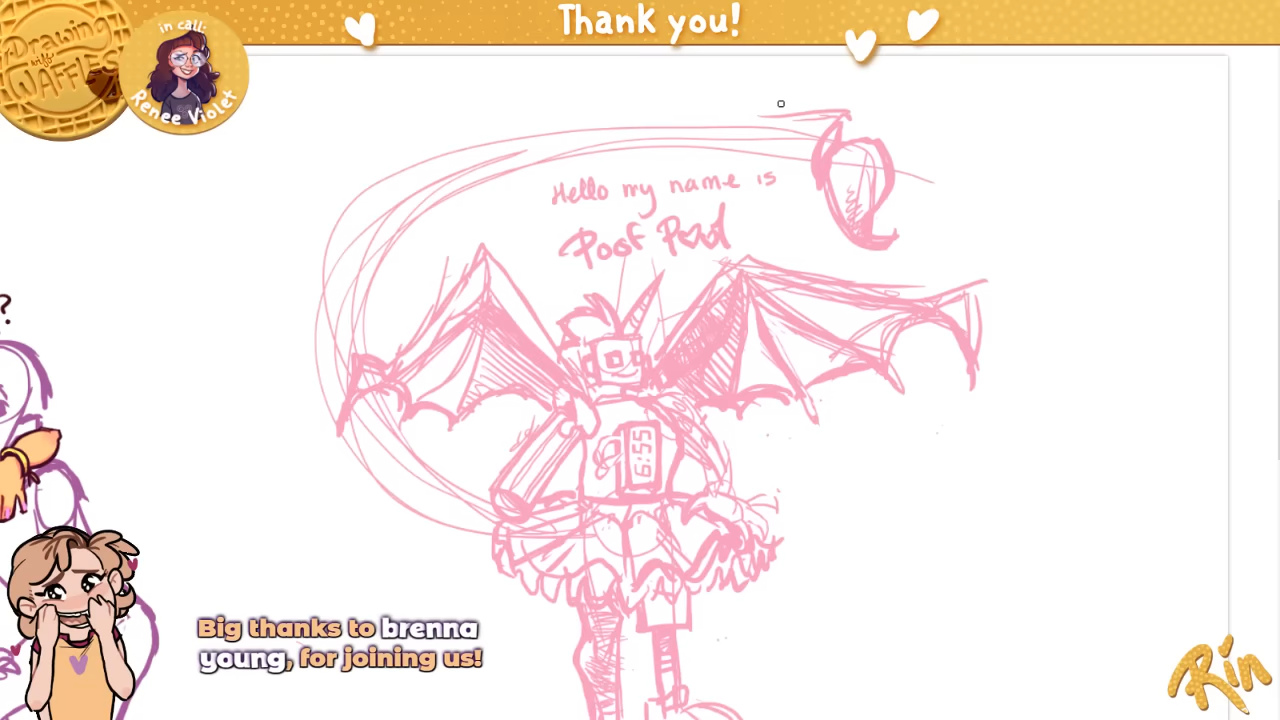 Thank you!
Drawing
with
WAFFLES
in call:
Renee Violet
Hello my name is
Poof Poof
?
6:55
Big thanks to brenna
young, for joining us!
Rin